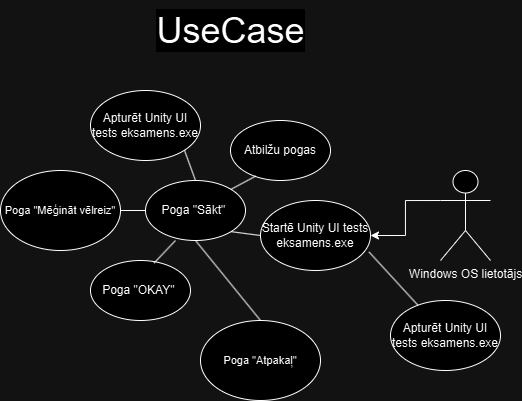 UseCase
Apturēt Unity UI
tests eksamens.exe
Atbilžu pogas
Poga "Mēģināt vēlreiz"
Poga "Sākt"
Startē Unity UI tests
eksamens.exe
Windows OS lietotājs
Poga "OKAY"
Apturēt Unity UI
tests eksamens.exe
Poga "Atpakaļ"